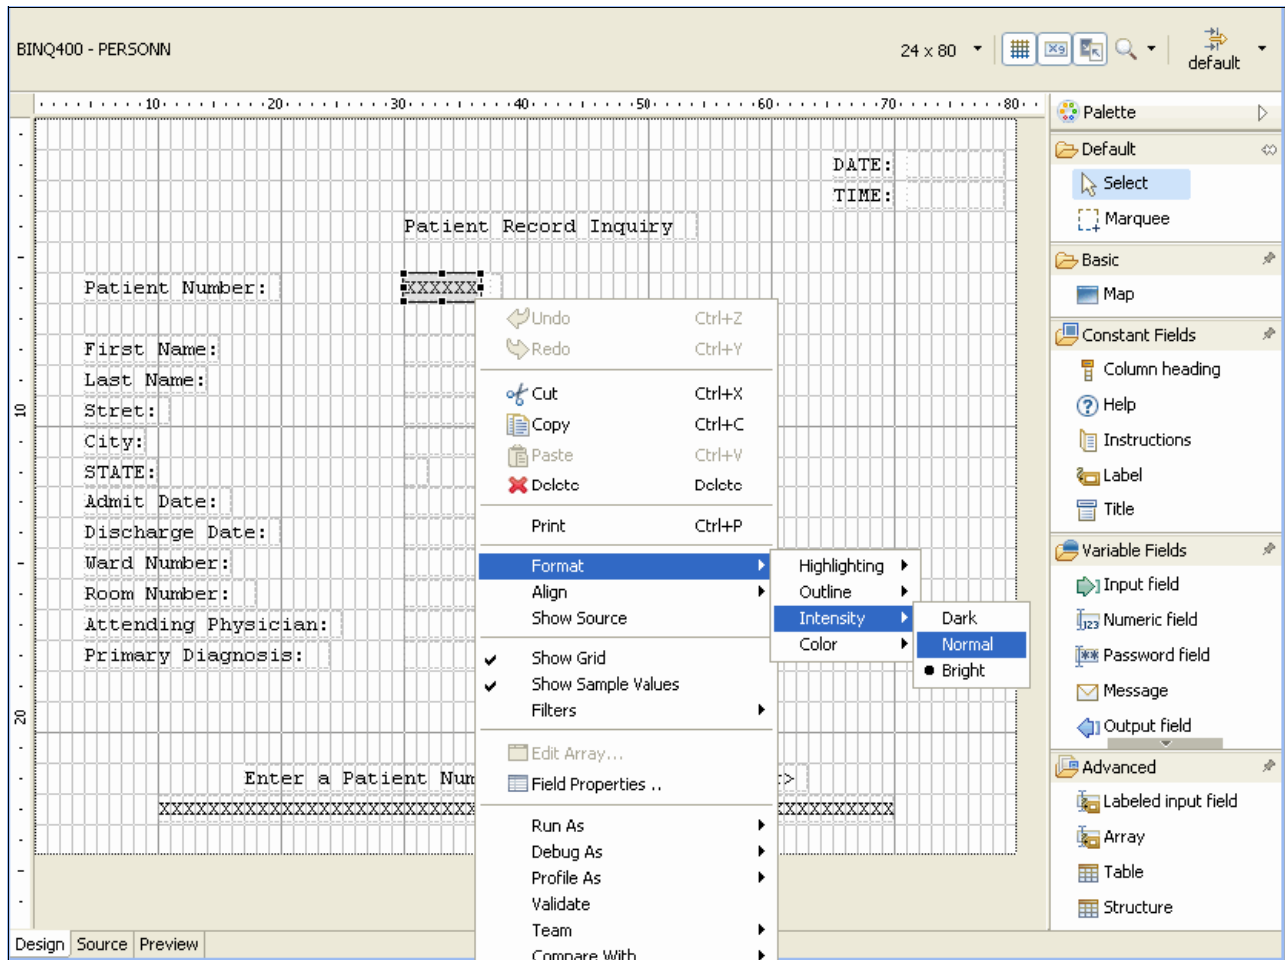 BINQ400 - PERSONN
24 x 80
default
10 20 30 40 50 60 70 80
DATE:
TIME:
Patient Record Inquiry
Patient Number: XXXXXX
First Name:
Last Name:
10
Stret:
City:
STATE:
Admit Date:
Discharge Date:
Ward Number:
Room Number:
Attending Physician:
Primary Diagnosis:
20
Enter a Patient Num
>
XXXXXXXXXXXXXXXXXXXXXXXXXX XXXXXXXXXX
Undo Ctrl+Z
Redo Ctrl+Y
Cut Ctrl+X
Copy Ctrl+C
Paste Ctrl+V
Delete Delete
Print Ctrl+P
Format
Align
Show Source
Show Grid
Show Sample Values
Filters
Edit Array...
Field Properties ..
Run As
Debug As
Profile As
Validate
Team
Compare With
Highlighting
Outline
Intensity
Color
Dark
Normal
Bright
Palette
Default
Select
Marquee
Basic
Map
Constant Fields
Column heading
Help
Instructions
Label
Title
Variable Fields
Input field
Numeric field
Password field
Message
Output field
Advanced
Labeled input field
Array
Table
Structure
Design Source Preview